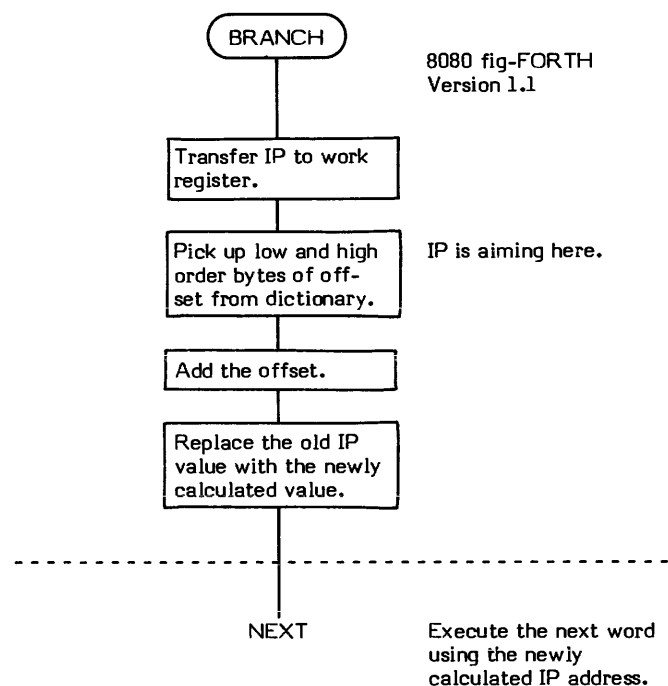 BRANCH
8080 fig-FORTH
Version 1.1
Transfer IP to work
register.
Pick up low and high
order bytes of off-
set from dictionary.
IP is aiming here.
Add the offset.
Replace the old IP
value with the newly
calculated value.
NEXT
Execute the next word
using the newly
calculated IP address.